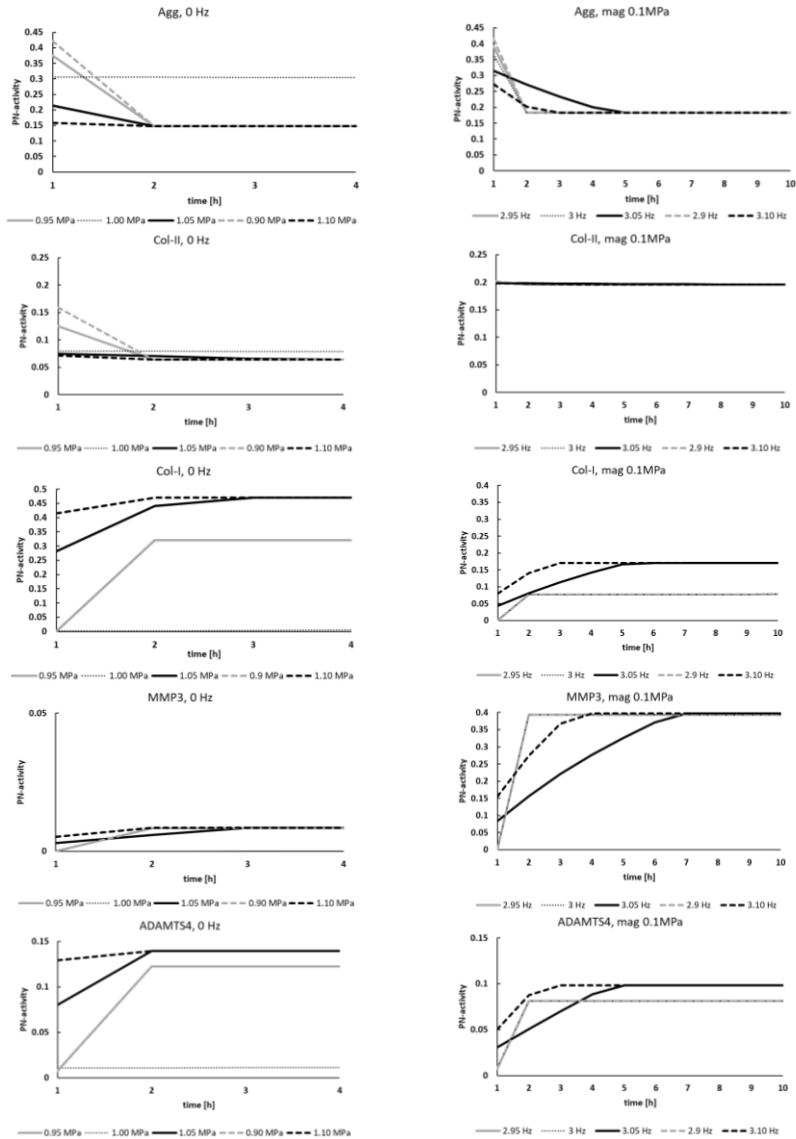 Agg, 0 Hz
PN-activity
0.45
0.4
0.35
0.3
0.25
0.2
0.15
0.1
0.05
0
1 2 3 4
time [h]
0.95 MPa 1.00 MPa 1.05 MPa 0.90 MPa 1.10 MPa
Agg, mag 0.1MPa
PN-activity
0.45
0.4
0.35
0.3
0.25
0.2
0.15
0.1
0.05
0
1 2 3 4 5 6 7 8 9 10
time [h]
2.95 Hz 3 Hz 3.05 Hz 2.9 Hz 3.10 Hz
Col-II, 0 Hz
PN-activity
0.25
0.2
0.15
0.1
0.05
0
1 2 3 4
time [h]
0.95 MPa 1.00 MPa 1.05 MPa 0.90 MPa 1.10 MPa
Col-II, mag 0.1MPa
PN-activity
0.25
0.2
0.15
0.1
0.05
0
1 2 3 4 5 6 7 8 9 10
time [h]
2.95 Hz 3 Hz 3.05 Hz 2.9 Hz 3.10 Hz
Col-I, 0 Hz
PN-activity
0.5
0.45
0.4
0.35
0.3
0.25
0.2
0.15
0.1
0.05
0
1 2 3 4
time [h]
0.95 MPa 1.00 MPa 1.05 MPa 0.9 MPa 1.10 MPa
Col-I, mag 0.1MPa
PN-activity
0.4
0.35
0.3
0.25
0.2
0.15
0.1
0.05
0
1 2 3 4 5 6 7 8 9 10
time [h]
2.95 Hz 3 Hz 3.05 Hz 2.9 Hz 3.10 Hz
MMP3, 0 Hz
PN-activity
0.05
0
1 2 3 4
time [h]
0.95 MPa 1.00 MPa 1.05 MPa 0.90 MPa 1.10 MPa
MMP3, mag 0.1MPa
PN-activity
0.4
0.35
0.3
0.25
0.2
0.15
0.1
0.05
0
1 2 3 4 5 6 7 8 9 10
time [h]
2.95 Hz 3 Hz 3.05 Hz 2.9 Hz 3.10 Hz
ADAMTS4, 0 Hz
PN-activity
0.15
0.1
0.05
0
1 2 3 4
time [h]
0.95 MPa 1.00 MPa 1.05 MPa 0.90 MPa 1.10 MPa
ADAMTS4, mag 0.1MPa
PN-activity
0.15
0.1
0.05
0
1 2 3 4 5 6 7 8 9 10
time [h]
2.95 Hz 3 Hz 3.05 Hz 2.9 Hz 3.10 Hz